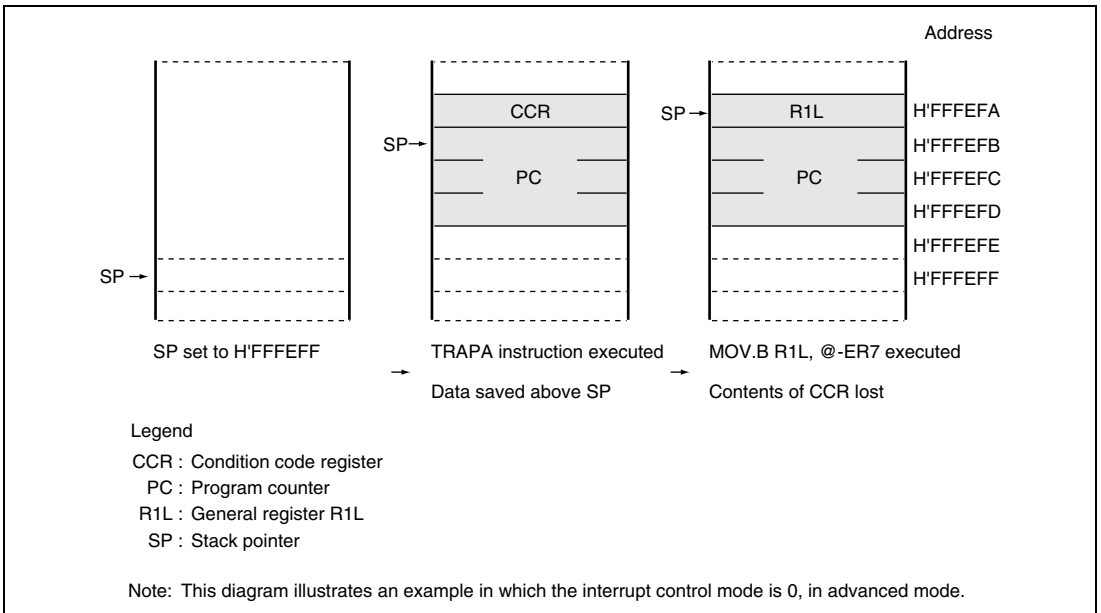 Address
CCR
SP
R1L
H'FFFEFA
SP
H'FFFEFB
PC
PC
H'FFFEFC
H'FFFEFD
H'FFFEFE
SP
H'FFFEFF
SP set to H'FFFEFF
TRAPA instruction executed
MOV.B R1L, @-ER7 executed
Data saved above SP
Contents of CCR lost
Legend
CCR : Condition code register
PC : Program counter
R1L : General register R1L
SP : Stack pointer
Note: This diagram illustrates an example in which the interrupt control mode is 0, in advanced mode.